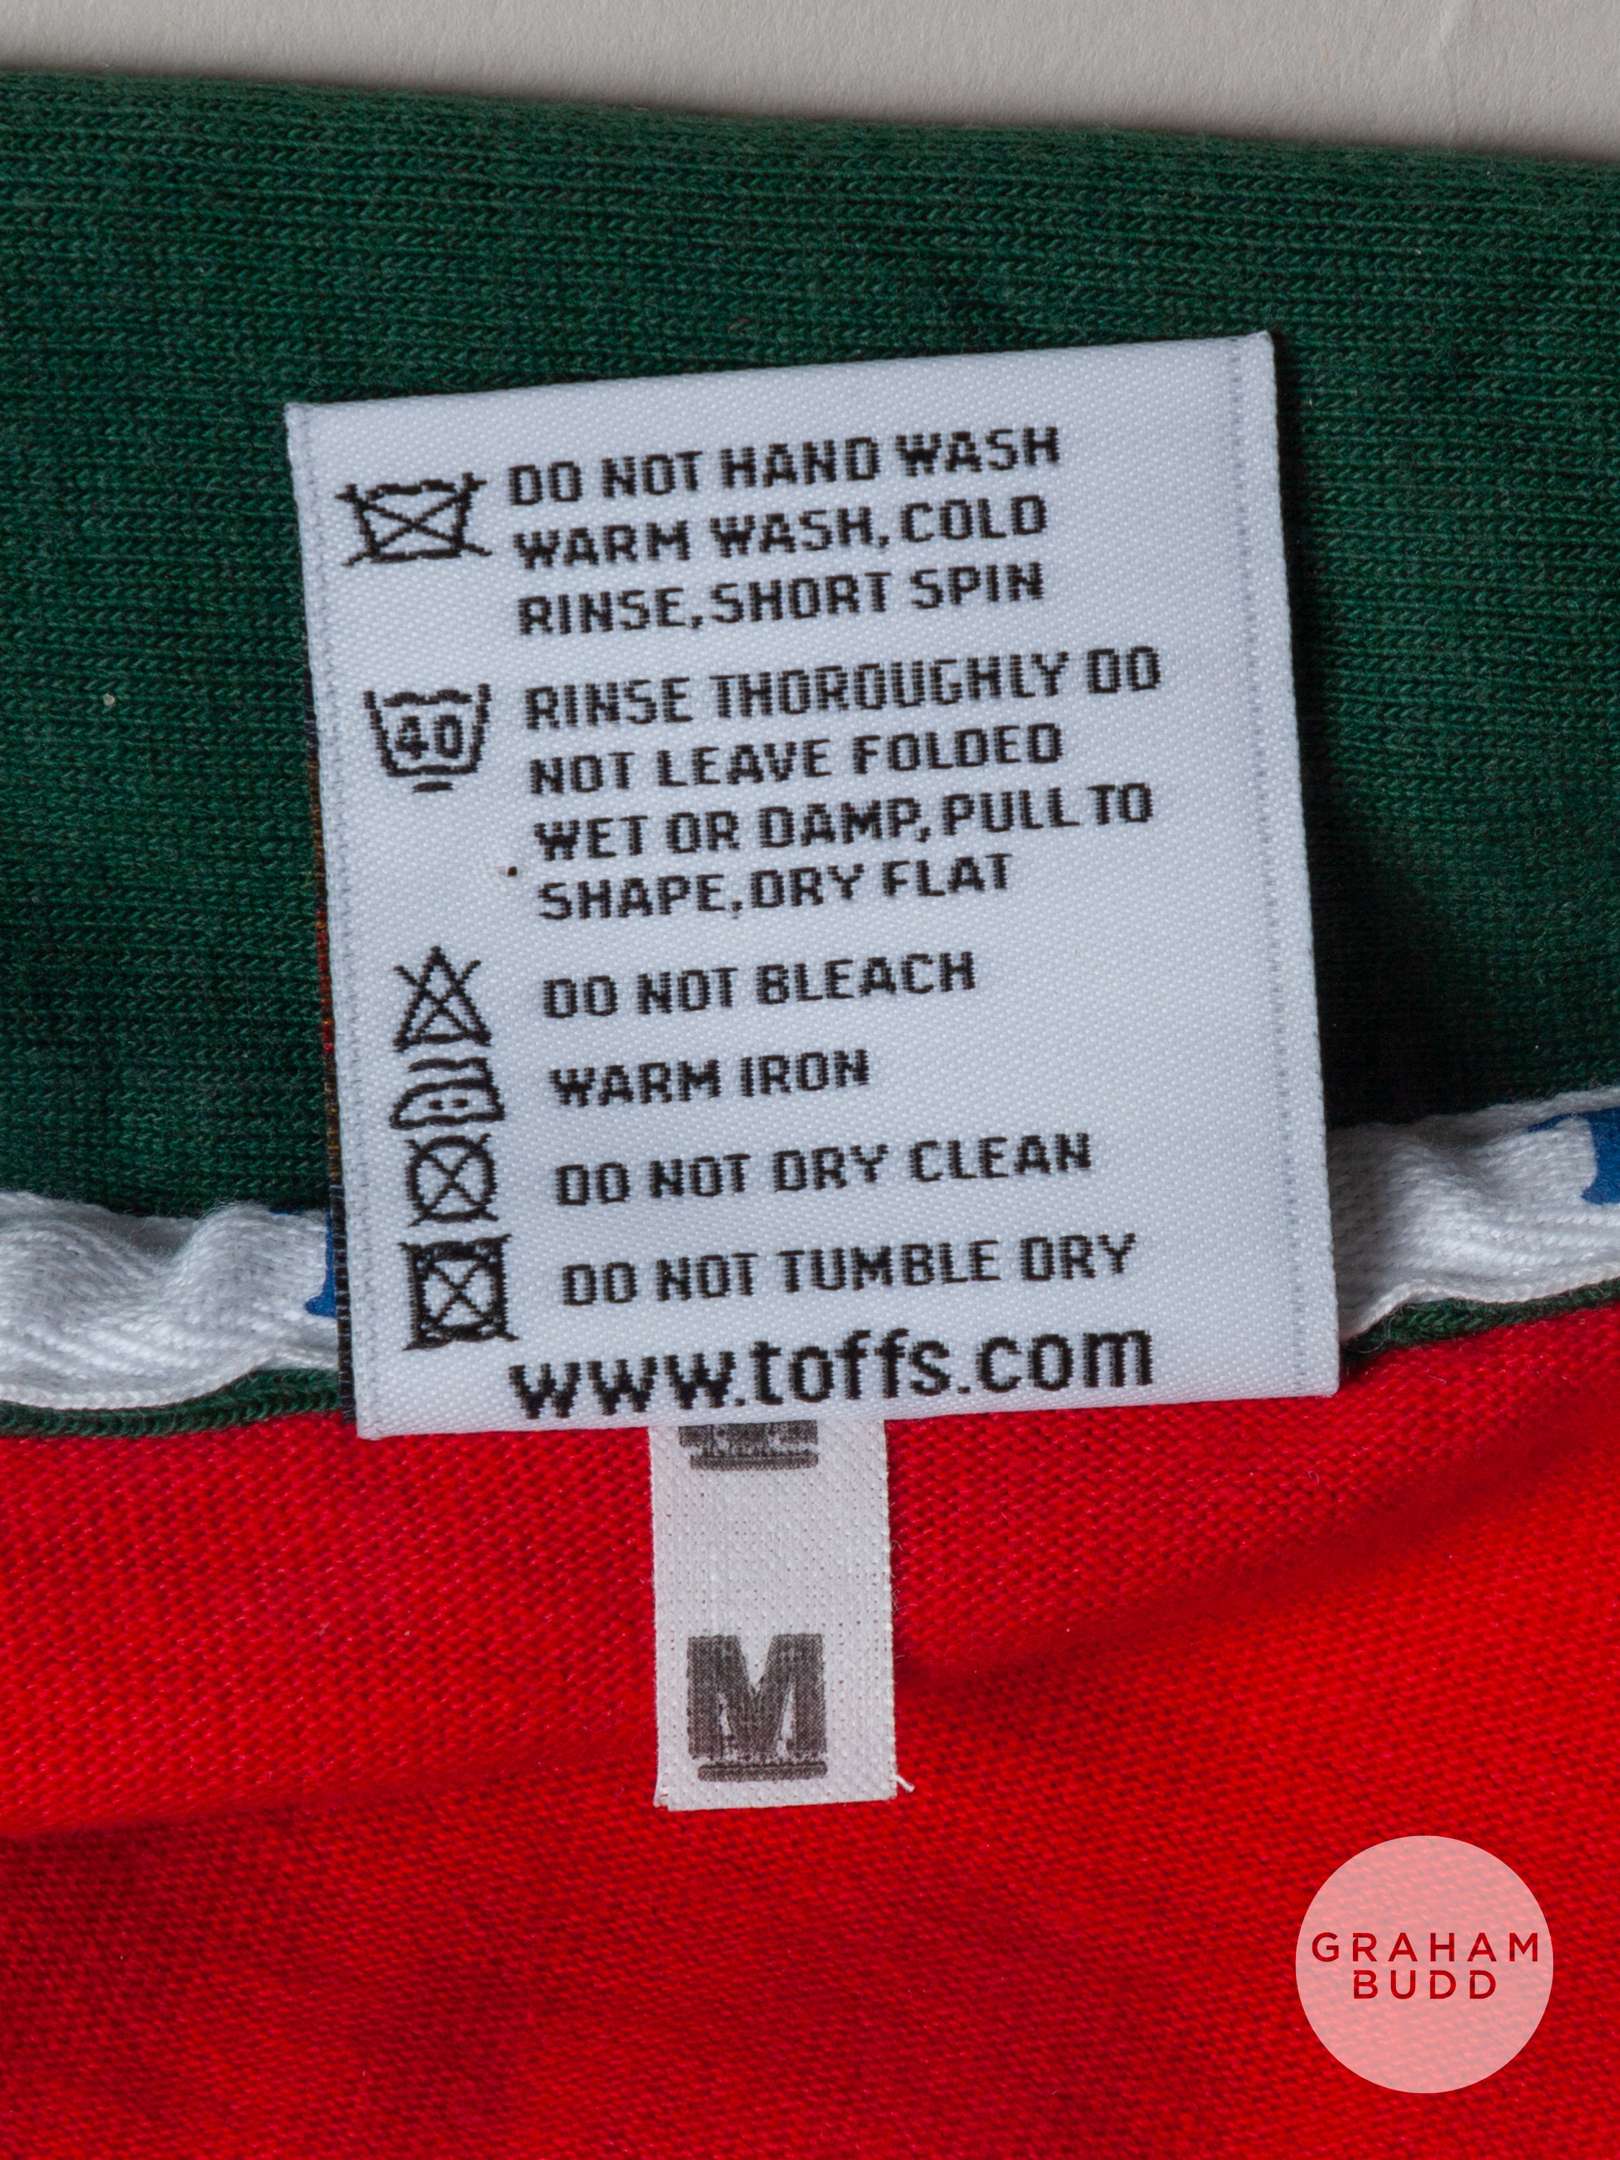 DO NOT HAND WASH
WARM WASH, COLD
RINSE, SHORT SPIN
40
RINSE THOROUGHLY DO
NOT LEAVE FOLDED
WET OR DAMP, PULL TO
SHAPE, DRY FLAT
DO NOT BLEACH
WARM IRON
DO NOT DRY CLEAN
DO NOT TUMBLE DRY
www.toffs.com
M
GRAHAM
BUDD